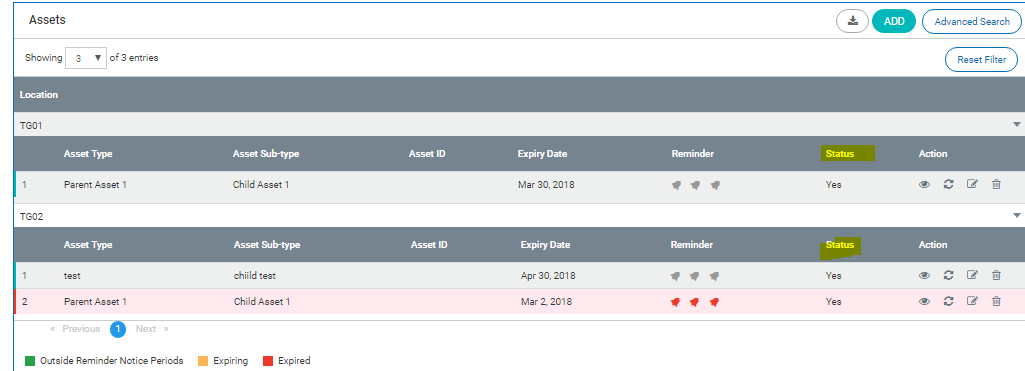 Assets ADD Advanced Search
Showing 3 of 3 entries Reset Filter
Location
TG01
Asset Type Asset Sub-type Asset ID Expiry Date Reminder Status Action
1 Parent Asset 1 Child Asset 1 Mar 30, 2018 Yes
TG02
Asset Type Asset Sub-type Asset ID Expiry Date Reminder Status Action
1 test chiild test Apr 30, 2018 Yes
2 Parent Asset 1 Child Asset 1 Mar 2, 2018 Yes
« Previous 1 Next »
Outside Reminder Notice Periods Expiring Expired